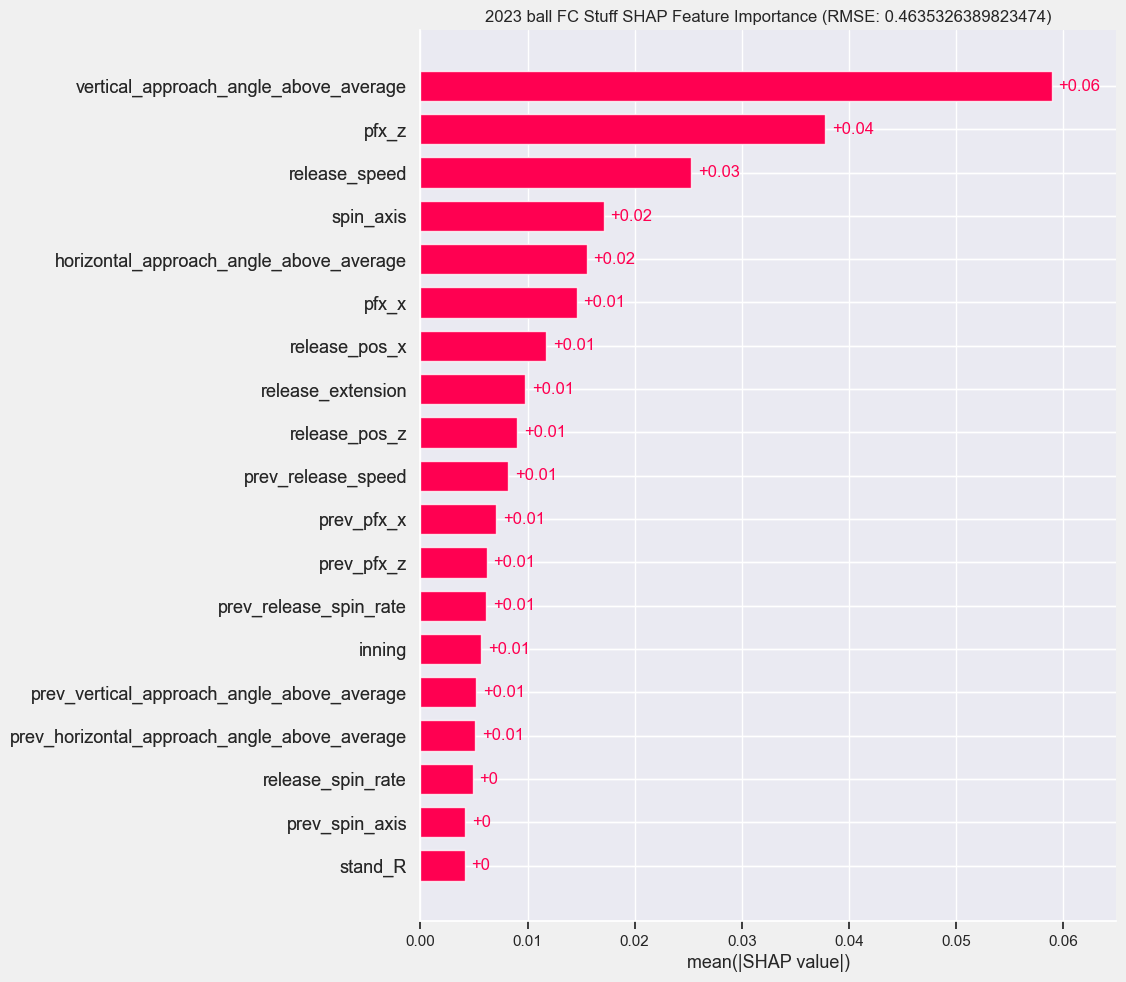 2023 ball FC Stuff SHAP Feature Importance (RMSE: 0.4635326389823474)
vertical_approach_angle_above_average +0.06
pfx_z +0.04
release_speed +0.03
spin_axis +0.02
horizontal_approach_angle_above_average +0.02
pfx_x +0.01
release_pos_x +0.01
release_extension +0.01
release_pos_z +0.01
prev_release_speed +0.01
prev_pfx_x +0.01
prev_pfx_z +0.01
prev_release_spin_rate +0.01
inning +0.01
prev_vertical_approach_angle_above_average +0.01
prev_horizontal_approach_angle_above_average +0.01
release_spin_rate +0
prev_spin_axis +0
stand_R +0
0.00 0.01 0.02 0.03 0.04 0.05 0.06
mean(|SHAP value|)